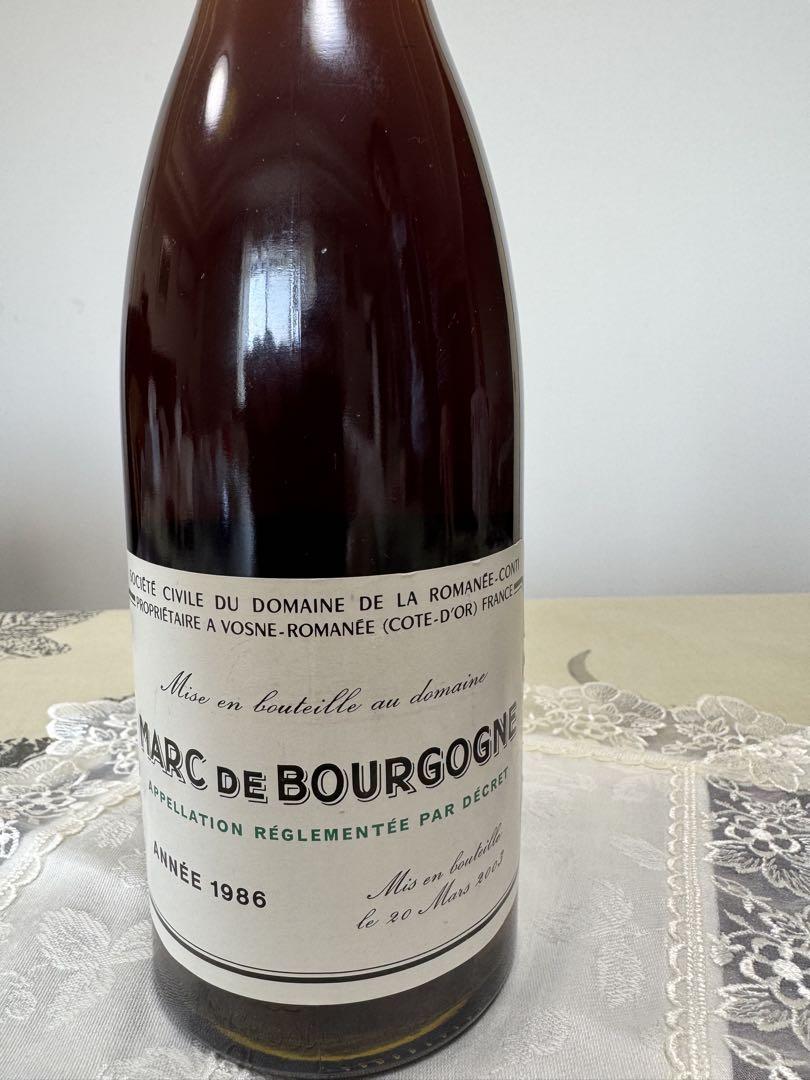 SOCIÉTÉ CIVILE DU DOMAINE DE LA ROMANÉE-CONTI
PROPRIÉTAIRE A VOSNE-ROMANÉE (COTE-D'OR) FRANCE
Mise en bouteille au domaine
MARC DE BOURGOGNE
APPELLATION RÉGLEMENTÉE PAR DÉCRET
ANNÉE 1986
Mis en bouteille
le 20 Mars 2003